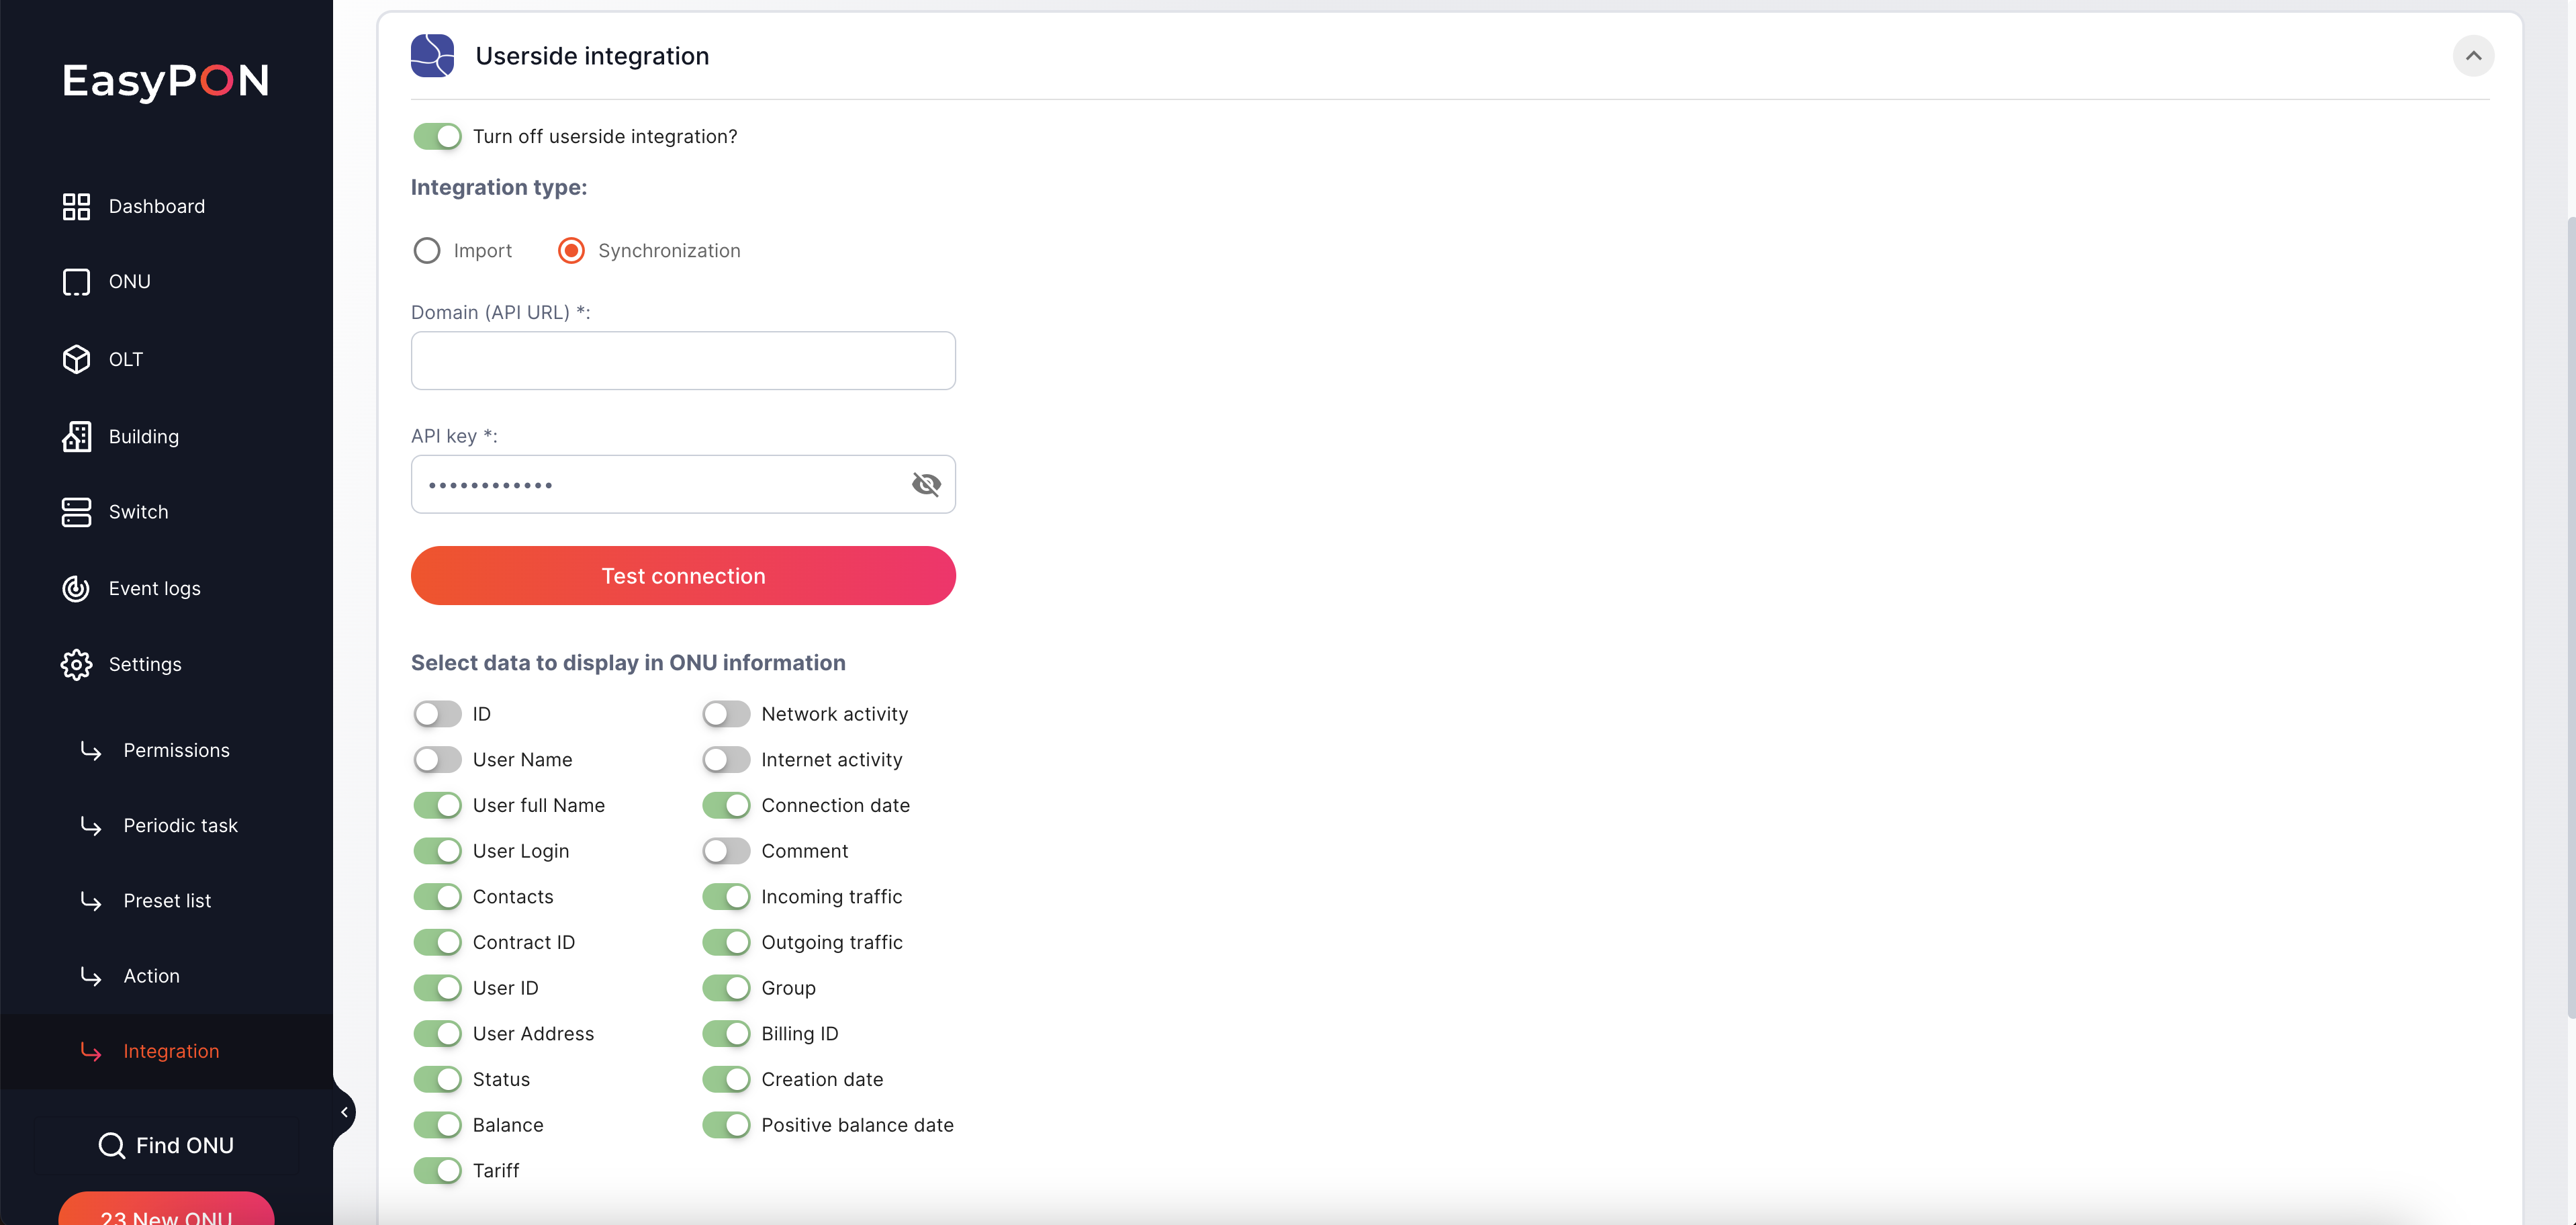 EasyPON
Dashboard
ONU
OLT
Building
Switch
Event logs
Settings
Permissions
Periodic task
Preset list
Action
Integration
Find ONU
23 New ONU
Userside integration
Turn off userside integration?
Integration type:
Import
Synchronization
Domain (API URL) *:
API key *:
••••••••••••
Test connection
Select data to display in ONU information
ID
User Name
User full Name
User Login
Contacts
Contract ID
User ID
User Address
Status
Balance
Tariff
Network activity
Internet activity
Connection date
Comment
Incoming traffic
Outgoing traffic
Group
Billing ID
Creation date
Positive balance date